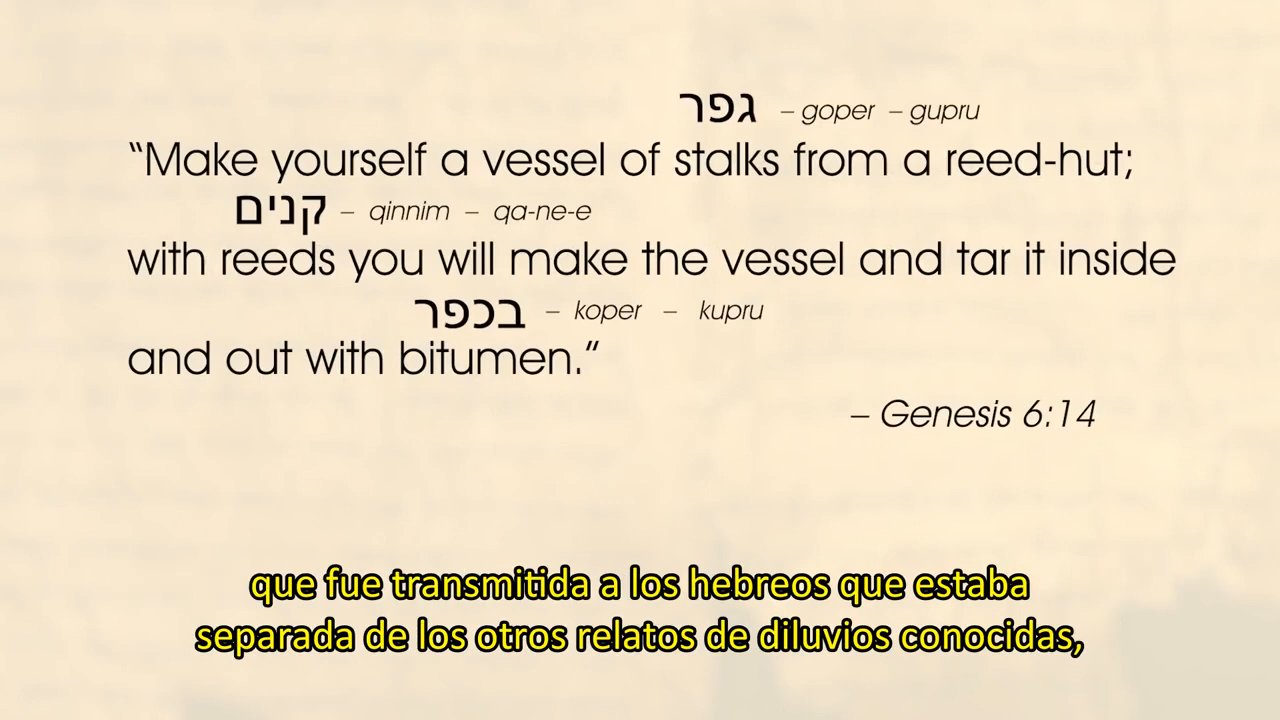 גפר – goper – gupru
“Make yourself a vessel of stalks from a reed-hut;
קנים – qinnim – qa-ne-e
with reeds you will make the vessel and tar it inside
בכפר – koper – kupru
and out with bitumen.”
– Genesis 6:14
que fue transmitida a los hebreos que estaba
separada de los otros relatos de diluvios conocidas,